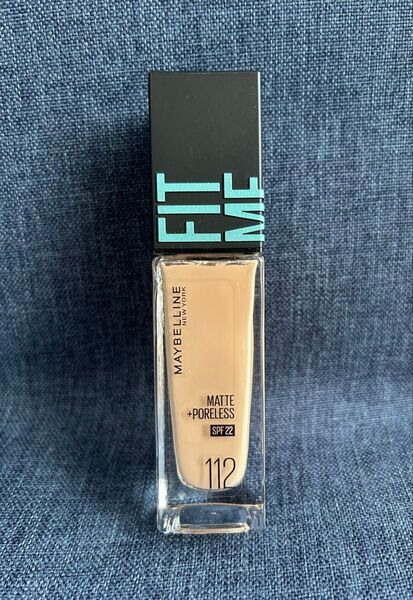 FIT
ME
MAYBELLINE
NEW YORK
MATTE
+PORELESS
SPF 22
112